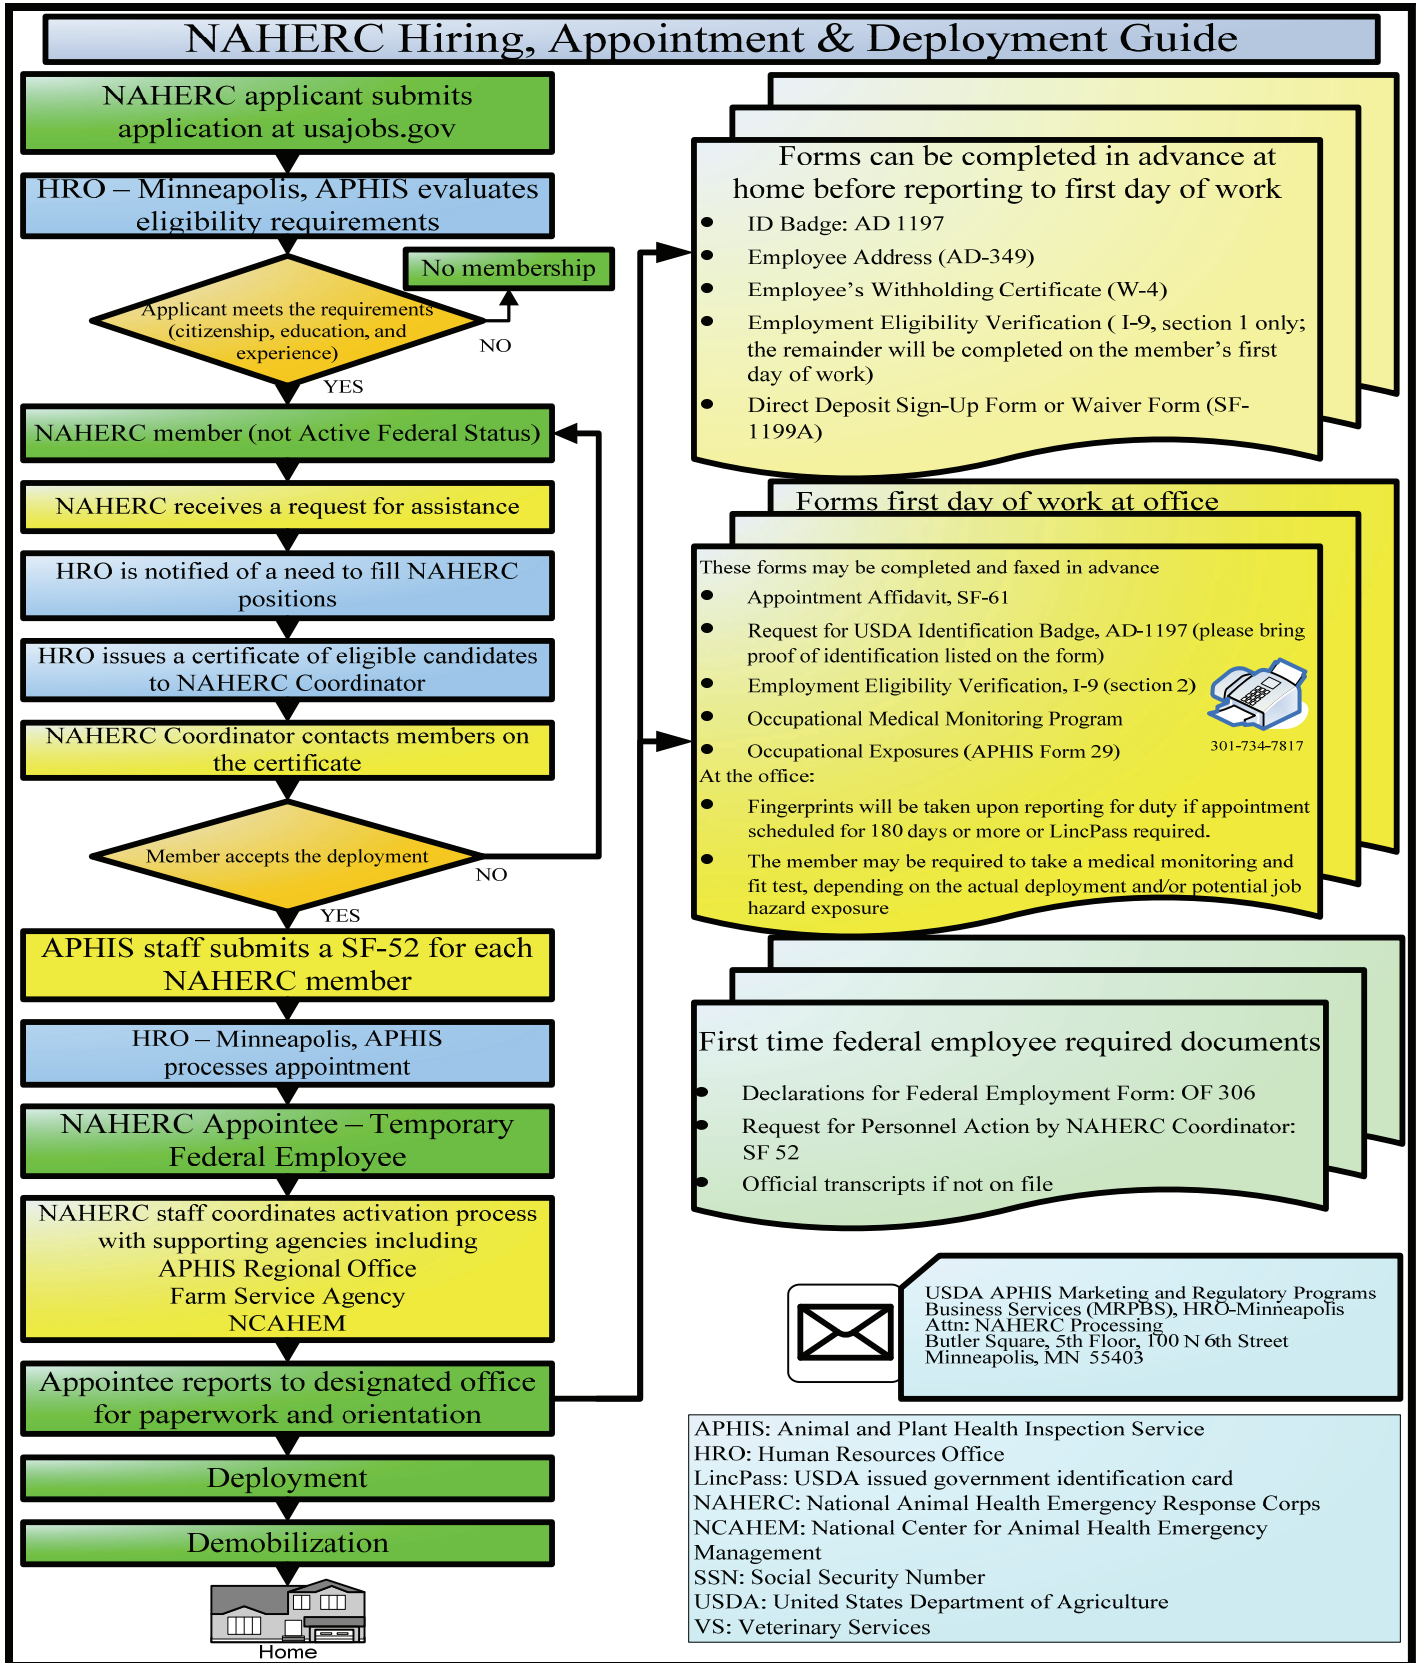 NAHERC Hiring, Appointment & Deployment Guide
NAHERC applicant submits
application at usajobs.gov
HRO – Minneapolis, APHIS evaluates
eligibility requirements
No membership
Applicant meets the requirements
(citizenship, education, and
experience)
NO
YES
NAHERC member (not Active Federal Status)
NAHERC receives a request for assistance
HRO is notified of a need to fill NAHERC
positions
HRO issues a certificate of eligible candidates
to NAHERC Coordinator
NAHERC Coordinator contacts members on
the certificate
Member accepts the deployment
NO
YES
APHIS staff submits a SF-52 for each
NAHERC member
HRO – Minneapolis, APHIS
processes appointment
NAHERC Appointee – Temporary
Federal Employee
NAHERC staff coordinates activation process
with supporting agencies including
APHIS Regional Office
Farm Service Agency
NCAHEM
Appointee reports to designated office
for paperwork and orientation
Deployment
Demobilization
Home
Forms can be completed in advance at
home before reporting to first day of work
• ID Badge: AD 1197
• Employee Address (AD-349)
• Employee's Withholding Certificate (W-4)
• Employment Eligibility Verification ( I-9, section 1 only;
the remainder will be completed on the member's first
day of work)
• Direct Deposit Sign-Up Form or Waiver Form (SF-
1199A)
Forms first day of work at office
These forms may be completed and faxed in advance
• Appointment Affidavit, SF-61
• Request for USDA Identification Badge, AD-1197 (please bring
proof of identification listed on the form)
• Employment Eligibility Verification, I-9 (section 2)
• Occupational Medical Monitoring Program
• Occupational Exposures (APHIS Form 29)
301-734-7817
At the office:
• Fingerprints will be taken upon reporting for duty if appointment
scheduled for 180 days or more or LincPass required.
• The member may be required to take a medical monitoring and
fit test, depending on the actual deployment and/or potential job
hazard exposure
First time federal employee required documents
• Declarations for Federal Employment Form: OF 306
• Request for Personnel Action by NAHERC Coordinator:
SF 52
• Official transcripts if not on file
USDA APHIS Marketing and Regulatory Programs
Business Services (MRPBS), HRO-Minneapolis
Attn: NAHERC Processing
Butler Square, 5th Floor, 100 N 6th Street
Minneapolis, MN 55403
APHIS: Animal and Plant Health Inspection Service
HRO: Human Resources Office
LincPass: USDA issued government identification card
NAHERC: National Animal Health Emergency Response Corps
NCAHEM: National Center for Animal Health Emergency
Management
SSN: Social Security Number
USDA: United States Department of Agriculture
VS: Veterinary Services